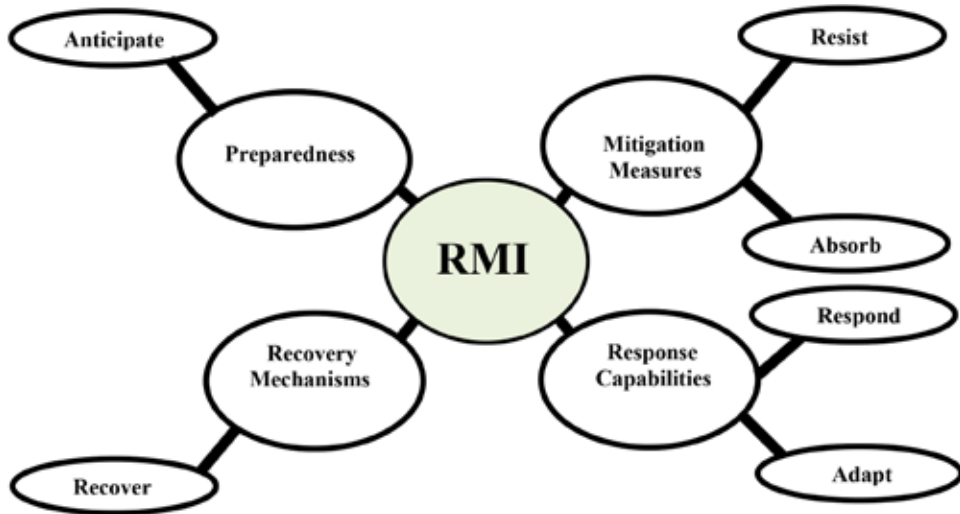 Anticipate
Resist
Preparedness
Mitigation
Measures
Absorb
RMI
Respond
Recovery
Mechanisms
Response
Capabilities
Recover
Adapt